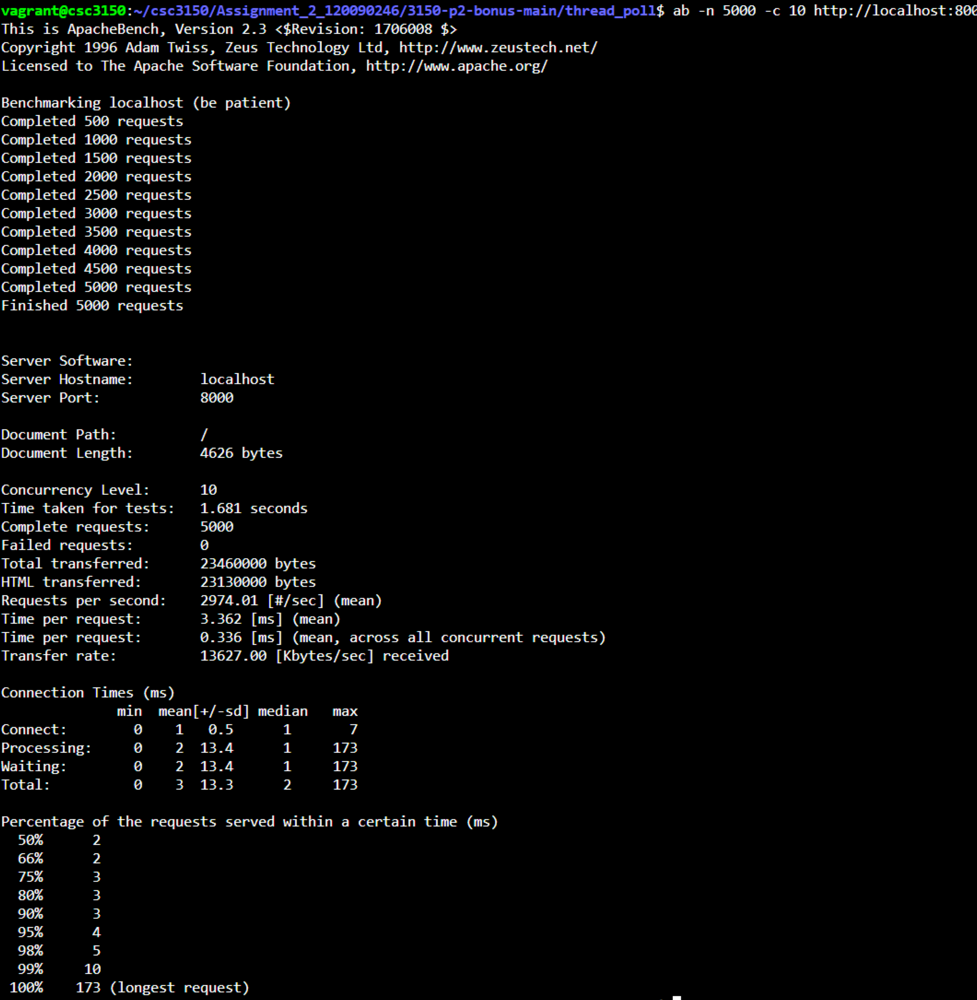 vagrant@csc3150:~/csc3150/Assignment_2_120090246/3150-p2-bonus-main/thread_poll$ ab -n 5000 -c 10 http://localhost:800
This is ApacheBench, Version 2.3 <$Revision: 1706008 $>
Copyright 1996 Adam Twiss, Zeus Technology Ltd, http://www.zeustech.net/
Licensed to The Apache Software Foundation, http://www.apache.org/

Benchmarking localhost (be patient)
Completed 500 requests
Completed 1000 requests
Completed 1500 requests
Completed 2000 requests
Completed 2500 requests
Completed 3000 requests
Completed 3500 requests
Completed 4000 requests
Completed 4500 requests
Completed 5000 requests
Finished 5000 requests

Server Software:
Server Hostname:        localhost
Server Port:            8000

Document Path:          /
Document Length:        4626 bytes

Concurrency Level:      10
Time taken for tests:   1.681 seconds
Complete requests:      5000
Failed requests:        0
Total transferred:      23460000 bytes
HTML transferred:       23130000 bytes
Requests per second:    2974.01 [#/sec] (mean)
Time per request:       3.362 [ms] (mean)
Time per request:       0.336 [ms] (mean, across all concurrent requests)
Transfer rate:          13627.00 [Kbytes/sec] received

Connection Times (ms)
              min  mean[+/-sd] median   max
Connect:        0    1   0.5      1       7
Processing:     0    2  13.4      1     173
Waiting:        0    2  13.4      1     173
Total:          0    3  13.3      2     173

Percentage of the requests served within a certain time (ms)
  50%      2
  66%      2
  75%      3
  80%      3
  90%      3
  95%      4
  98%      5
  99%     10
 100%    173 (longest request)